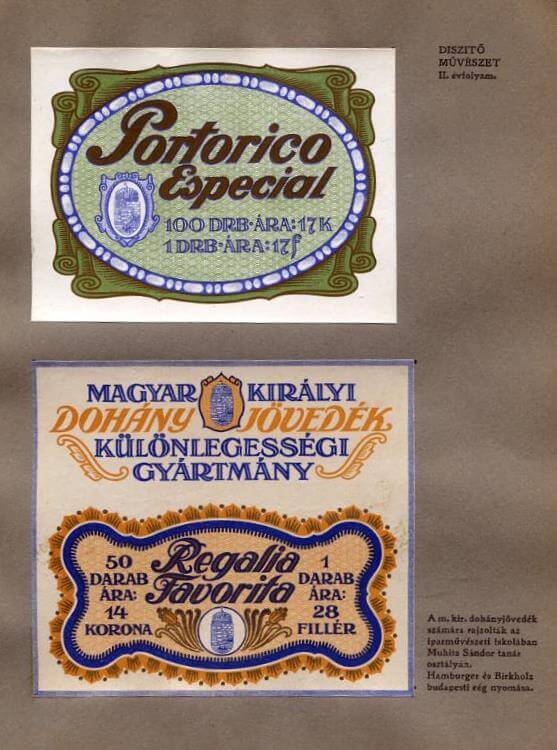 DISZITŐ
MŰVÉSZET
II. évfolyam.
Portorico
Especial
100 DRB·ÁRA:17K
1 DRB·ÁRA:17f
MAGYAR KIRÁLYI
DOHÁNY JÖVEDÉK
KÜLÖNLEGESSÉGI
GYÁRTMÁNY
Regalia
Favorita
50
DARAB
ÁRA:
14
KORONA
1
DARAB
ÁRA:
28
FILLÉR
A m. kir. dohányjövedék
számára rajzolták az
iparművészeti iskolában
Muhits Sándor tanár
osztályán.
Hamburger és Birkholz
budapesti cég nyomása.